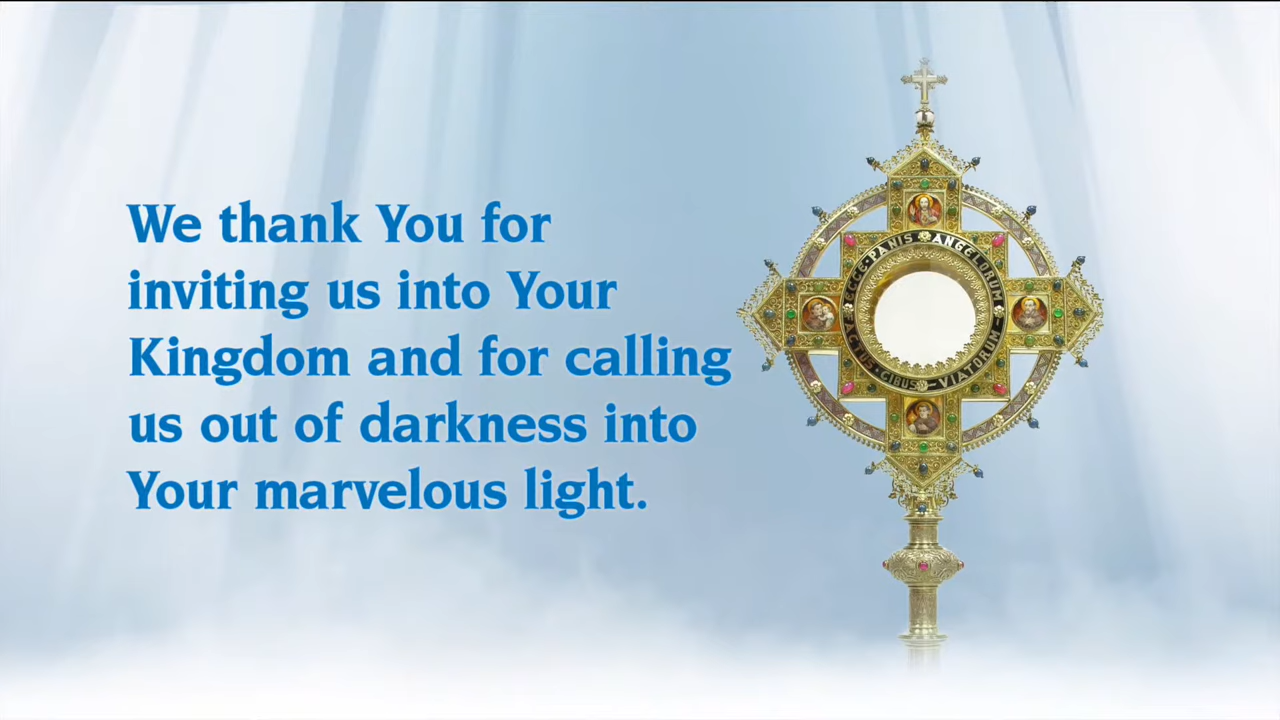 We thank You for
inviting us into Your
Kingdom and for calling
us out of darkness into
Your marvelous light.
ECCE · PANIS ANGELORUM
FACTUS · CIBUS VIATORUM